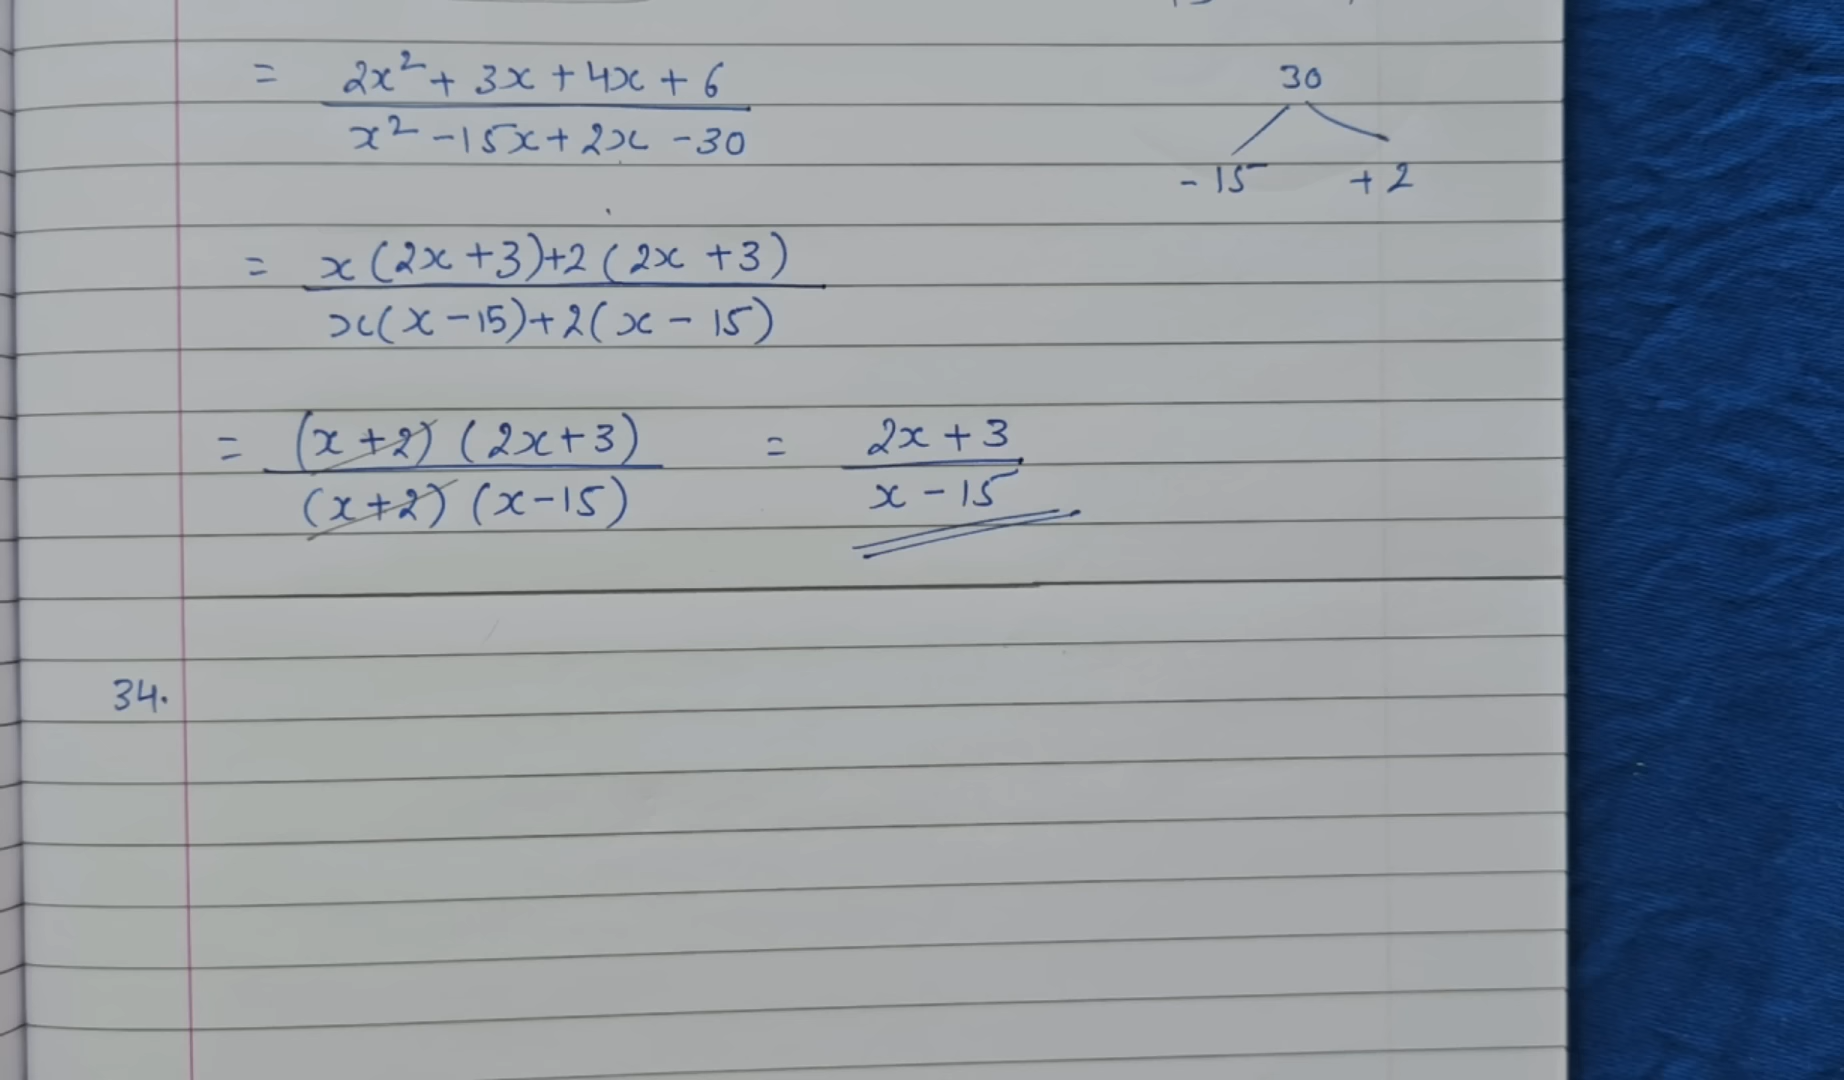 = 2x² + 3x + 4x + 6 30
x² - 15x + 2x - 30
- 15 + 2
= x (2x + 3) + 2 (2x + 3)
x(x - 15) + 2(x - 15)
= (x + 2) (2x + 3) = 2x + 3
(x + 2) (x - 15) x - 15
34.